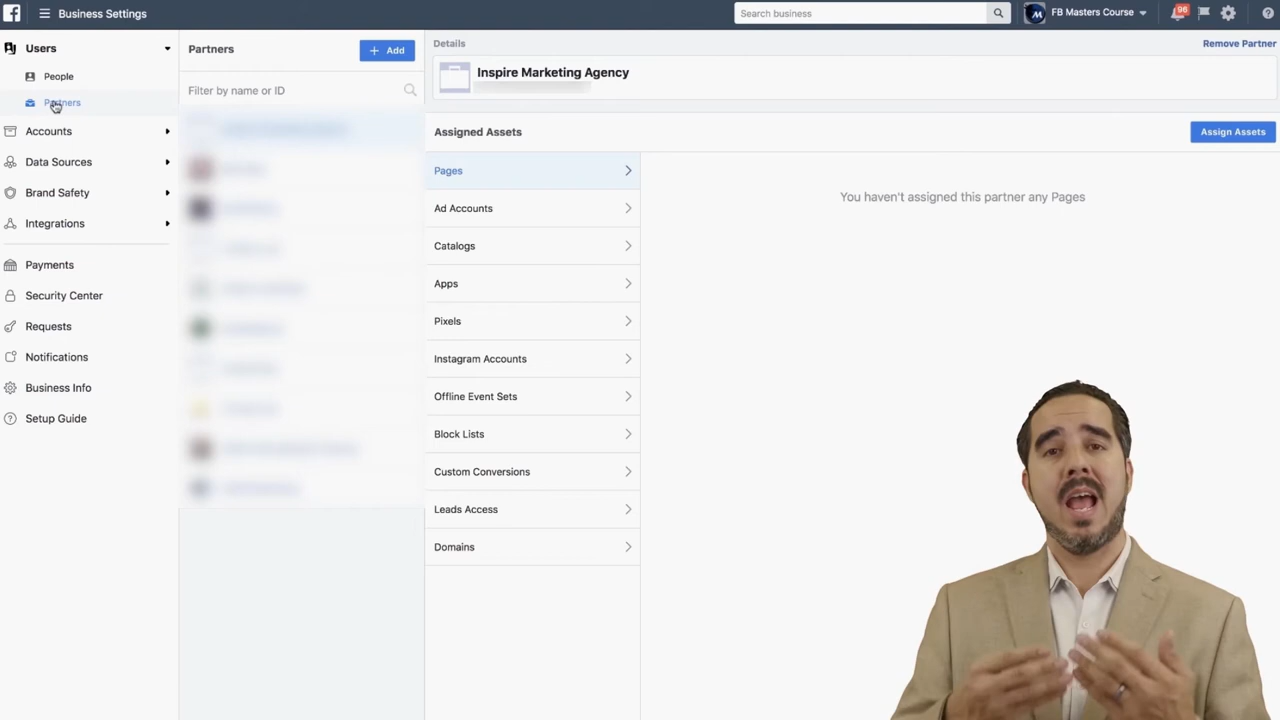 Business Settings
Search business
FB Masters Course
96
Users
People
Partners
Accounts
Data Sources
Brand Safety
Integrations
Payments
Security Center
Requests
Notifications
Business Info
Setup Guide
Partners
+ Add
Filter by name or ID
Details
Remove Partner
Inspire Marketing Agency
Assigned Assets
Assign Assets
Pages
Ad Accounts
Catalogs
Apps
Pixels
Instagram Accounts
Offline Event Sets
Block Lists
Custom Conversions
Leads Access
Domains
You haven't assigned this partner any Pages